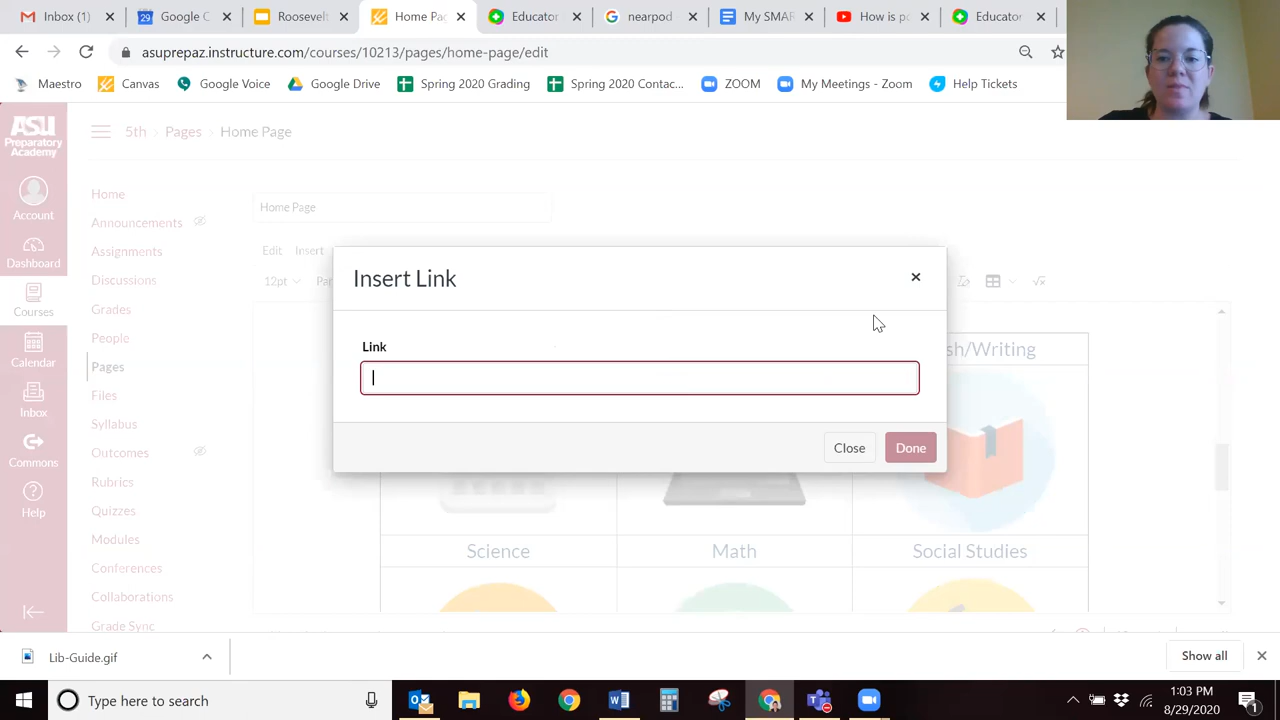 Inbox (1)
Google C
Roosevelt
Home Pag
Educator
nearpod
My SMAR
How is po
Educator
asuprepaz.instructure.com/courses/10213/pages/home-page/edit
Maestro
Canvas
Google Voice
Google Drive
Spring 2020 Grading
Spring 2020 Contac...
ZOOM
My Meetings - Zoom
Help Tickets
ASU
Preparatory
Academy
5th > Pages > Home Page
Account
Dashboard
Courses
Calendar
Inbox
Commons
Help
Home
Announcements
Assignments
Discussions
Grades
People
Pages
Files
Syllabus
Outcomes
Rubrics
Quizzes
Modules
Conferences
Collaborations
Grade Sync
Home Page
Edit Insert
12pt Par
Insert Link
Link
Close Done
sh/Writing
Science Math Social Studies
Lib-Guide.gif
Show all
Type here to search
1:03 PM
8/29/2020
1